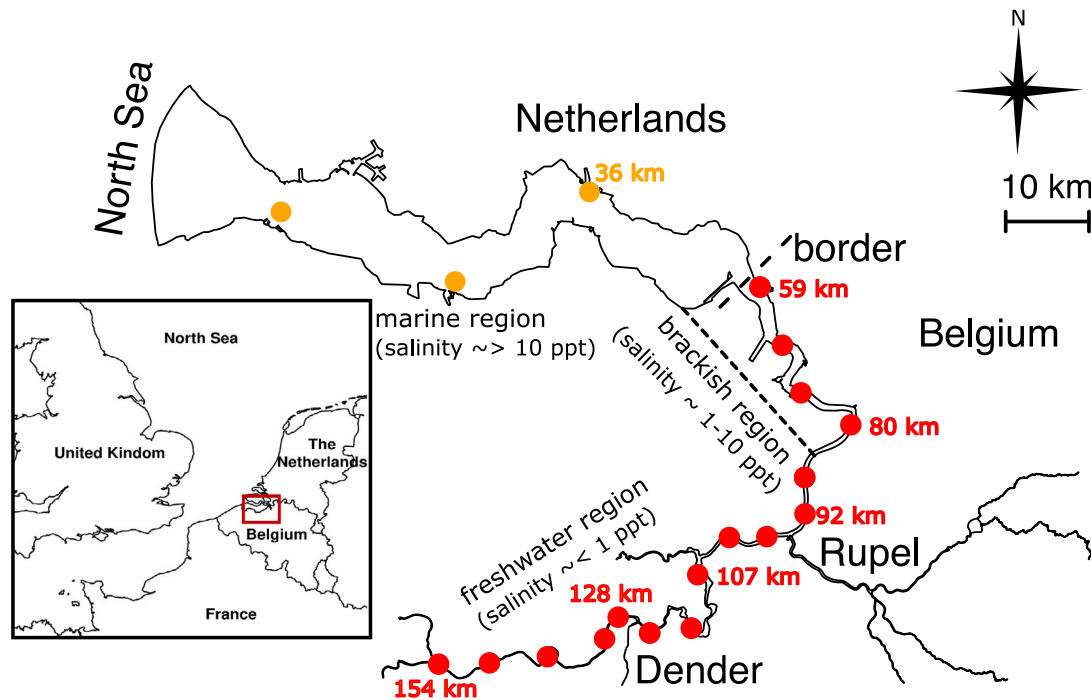 N
Netherlands
North Sea
36 km
10 km
border
59 km
marine region
(salinity ~> 10 ppt)
Belgium
brackish region
(salinity ~ 1-10 ppt)
80 km
North Sea
United Kindom
The
Netherlands
Belgium
France
92 km
Rupel
freshwater region
(salinity ~< 1 ppt)
107 km
128 km
Dender
154 km